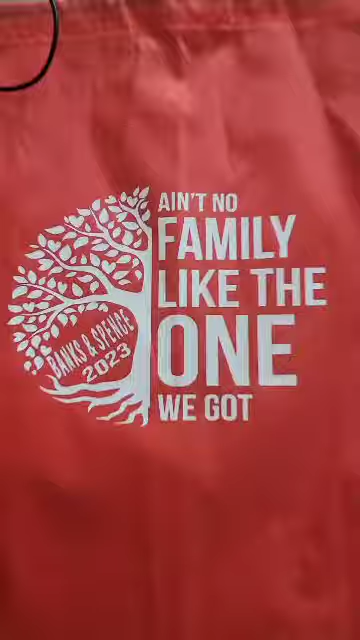 AIN'T NO
FAMILY
LIKE THE
ONE
WE GOT
BANKS & SPENCE
2023